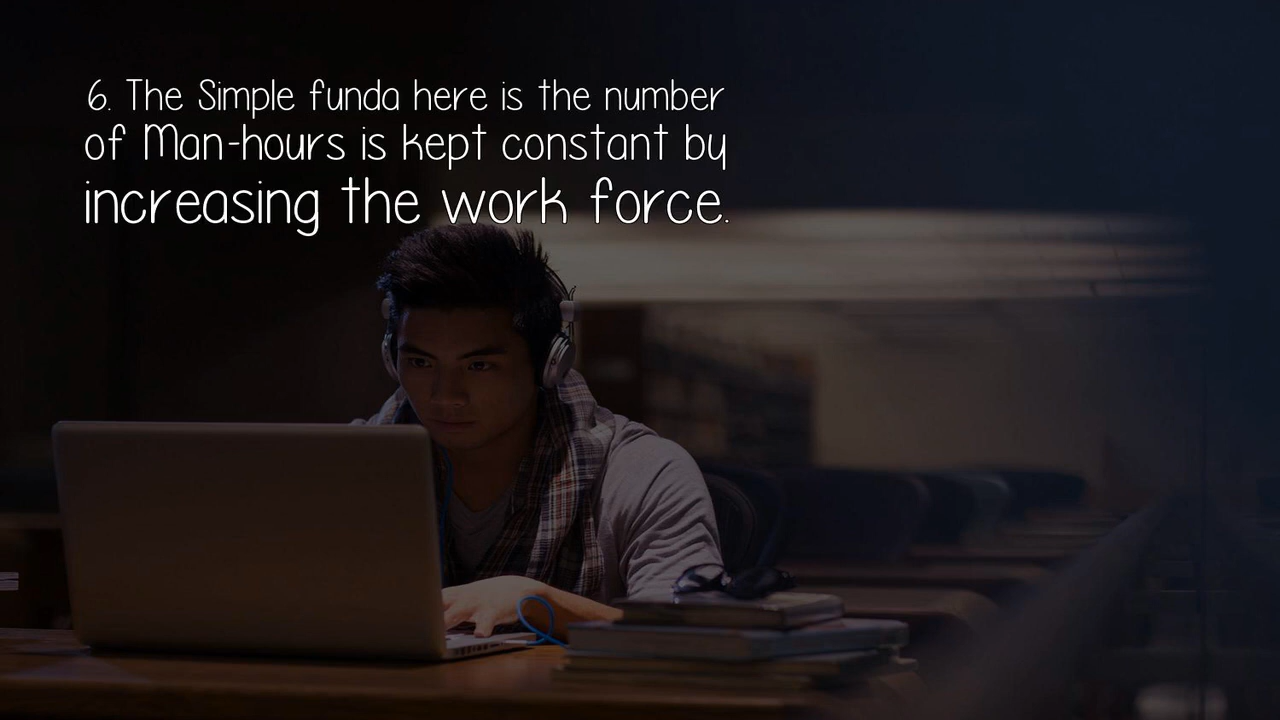 6. The Simple funda here is the number
of Man-hours is kept constant by
increasing the work force.